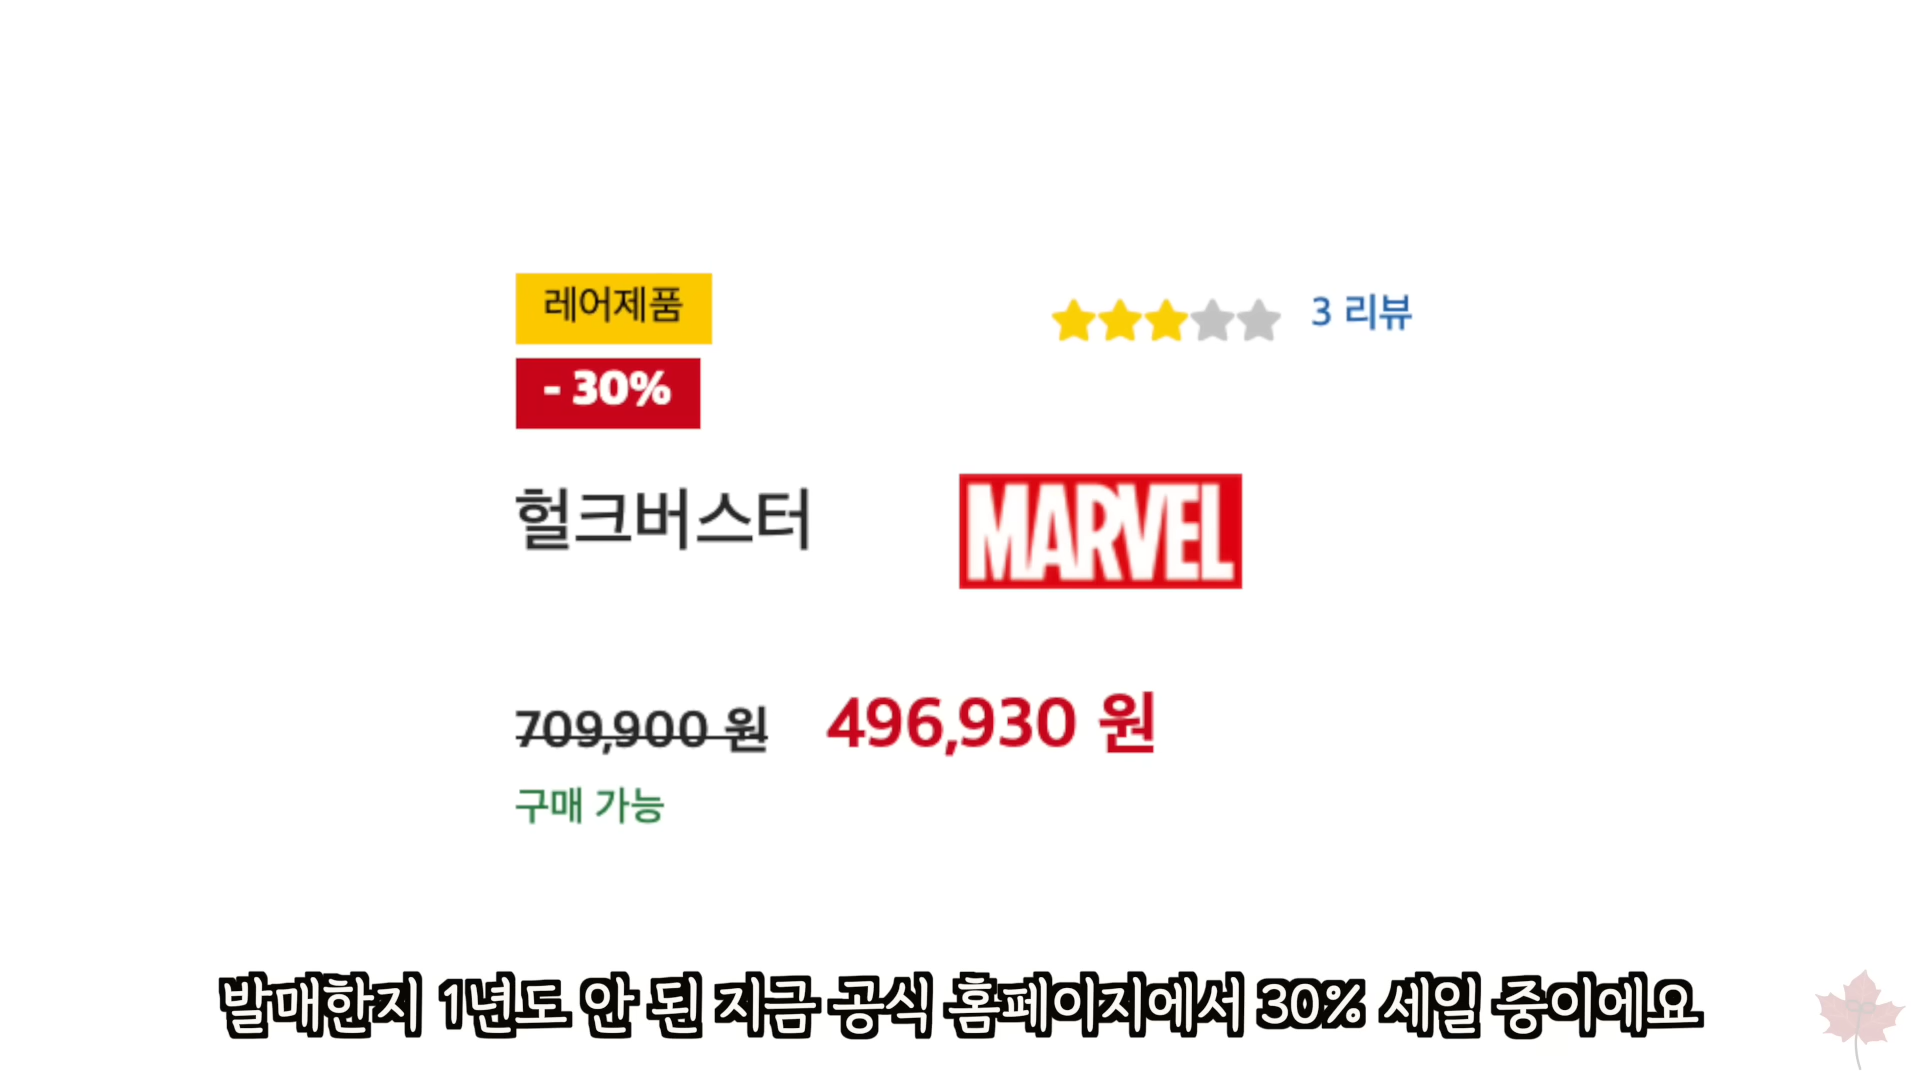 레어제품
3 리뷰
- 30%
헐크버스터
MARVEL
709,900 원 496,930 원
구매 가능
발매한지 1년도 안 된 지금 공식 홈페이지에서 30% 세일 중이에요